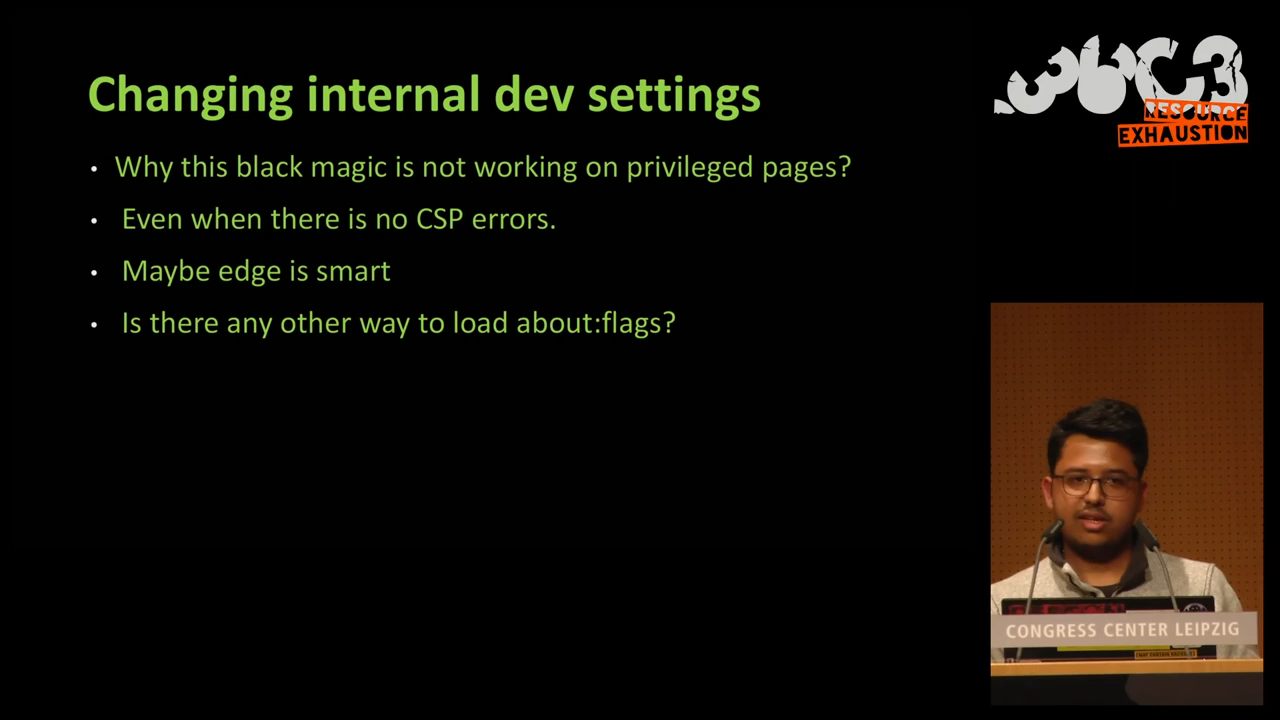 Changing internal dev settings
• Why this black magic is not working on privileged pages?
• Even when there is no CSP errors.
• Maybe edge is smart
• Is there any other way to load about:flags?
36C3
RESOURCE
EXHAUSTION
CONGRESS CENTER LEIPZIG